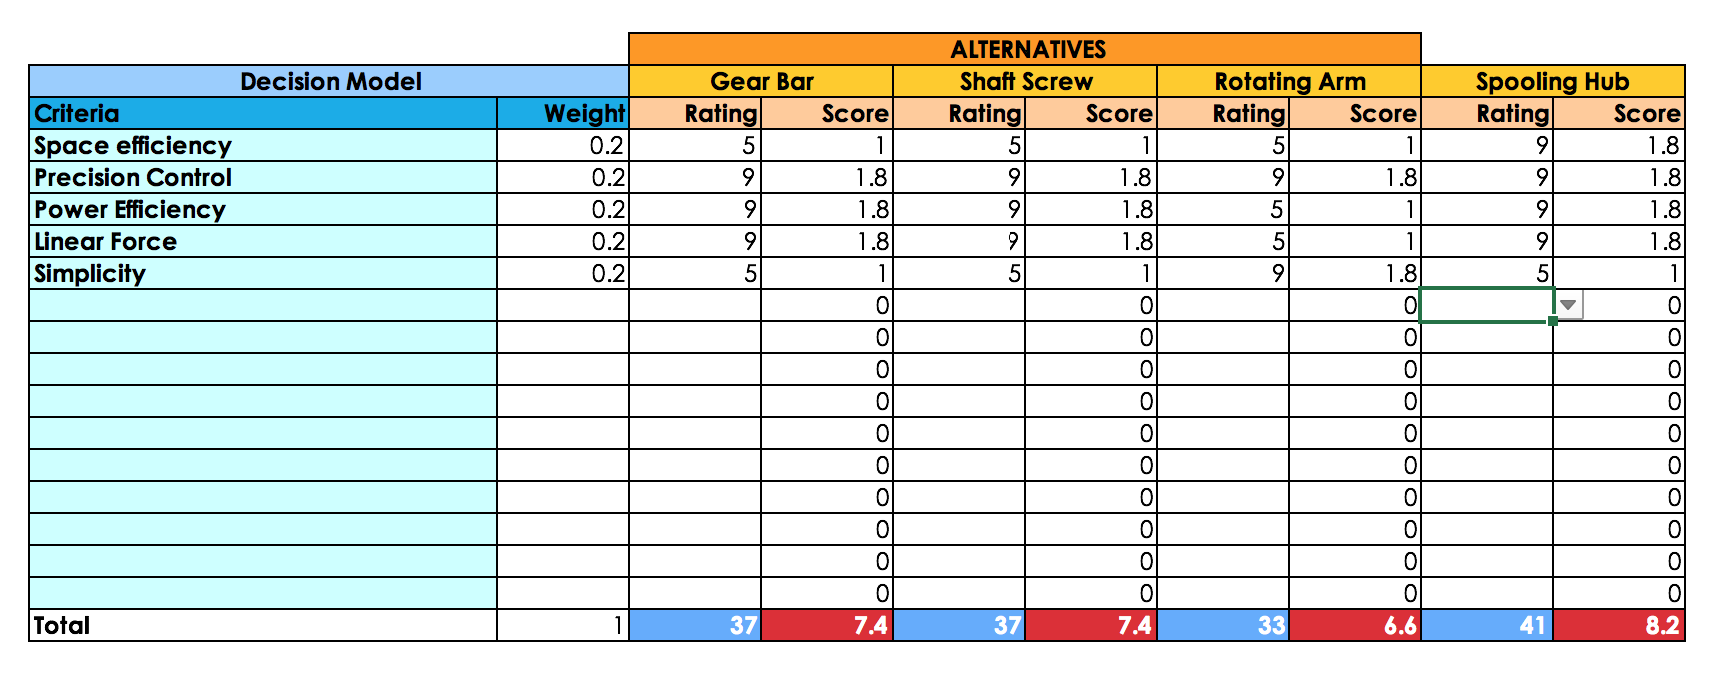 ALTERNATIVES
Decision Model Gear Bar Shaft Screw Rotating Arm Spooling Hub
Criteria Weight Rating Score Rating Score Rating Score Rating Score
Space efficiency 0.2 5 1 5 1 5 1 9 1.8
Precision Control 0.2 9 1.8 9 1.8 9 1.8 9 1.8
Power Efficiency 0.2 9 1.8 9 1.8 5 1 9 1.8
Linear Force 0.2 9 1.8 9 1.8 5 1 9 1.8
Simplicity 0.2 5 1 5 1 9 1.8 5 1
0 0 0 0
0 0 0 0
0 0 0 0
0 0 0 0
0 0 0 0
0 0 0 0
0 0 0 0
0 0 0 0
0 0 0 0
0 0 0 0
Total 1 37 7.4 37 7.4 33 6.6 41 8.2